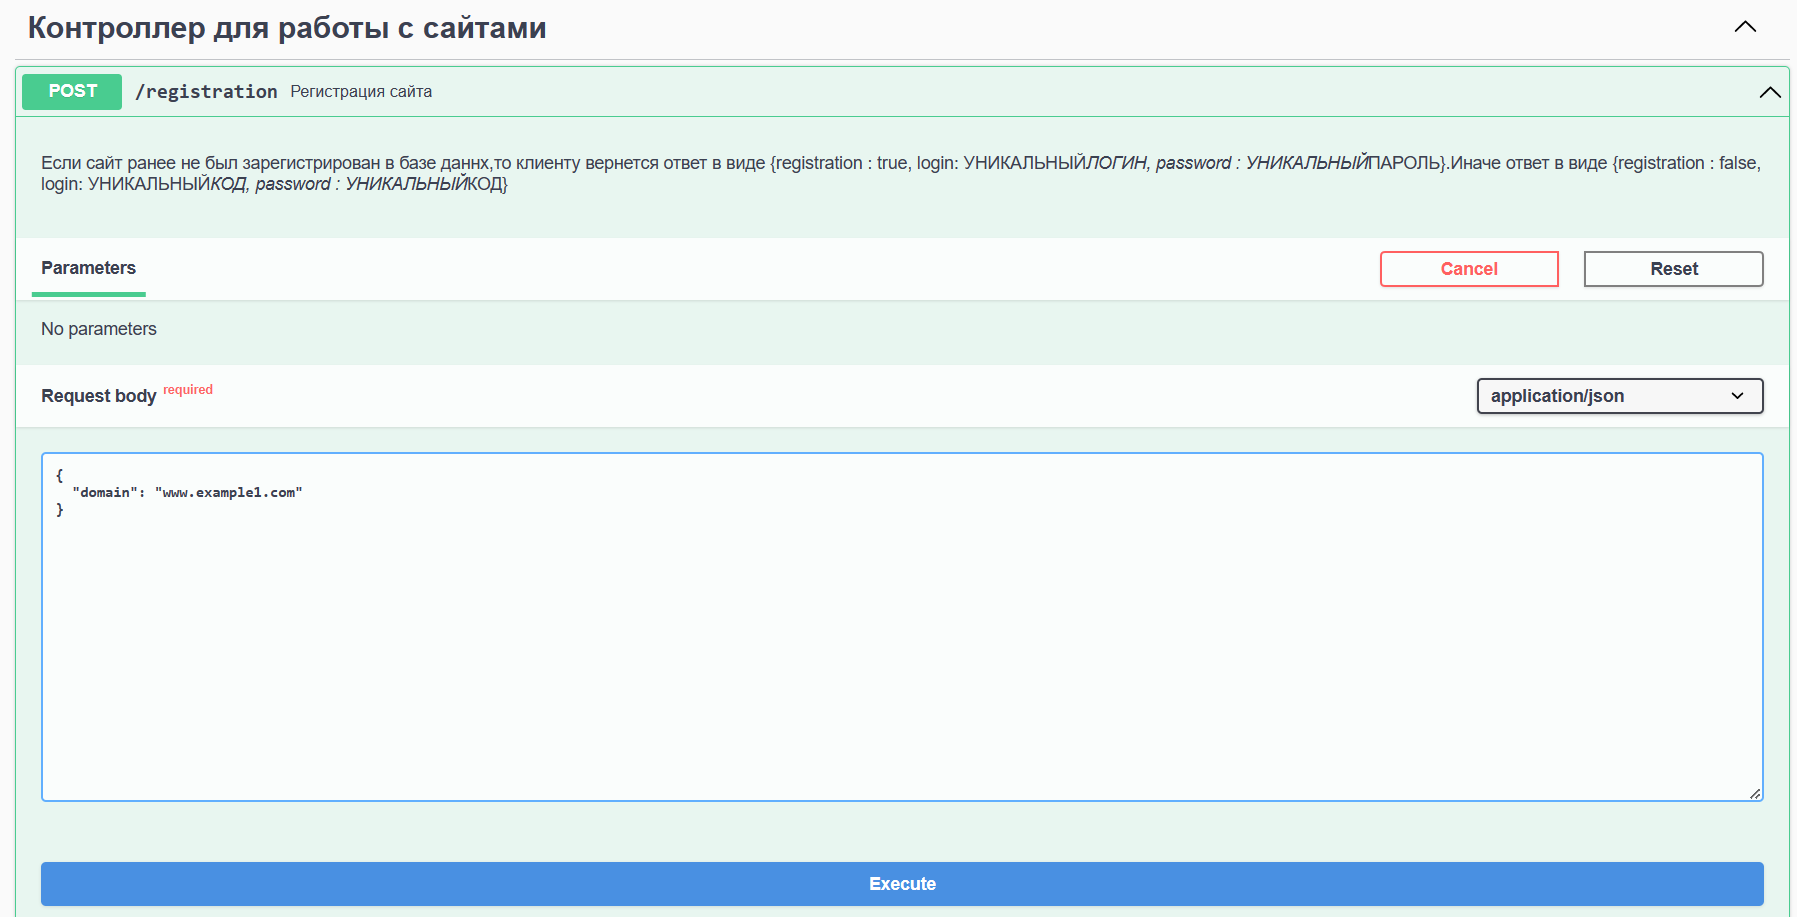 Контроллер для работы с сайтами
POST /registration Регистрация сайта
Если сайт ранее не был зарегистрирован в базе даннх,то клиенту вернется ответ в виде {registration : true, login: УНИКАЛЬНЫЙЛОГИН, password : УНИКАЛЬНЫЙПАРОЛЬ}.Иначе ответ в виде {registration : false,
login: УНИКАЛЬНЫЙКОД, password : УНИКАЛЬНЫЙКОД}
Parameters Cancel Reset
No parameters
Request body required application/json
{
"domain": "www.example1.com"
}
Execute